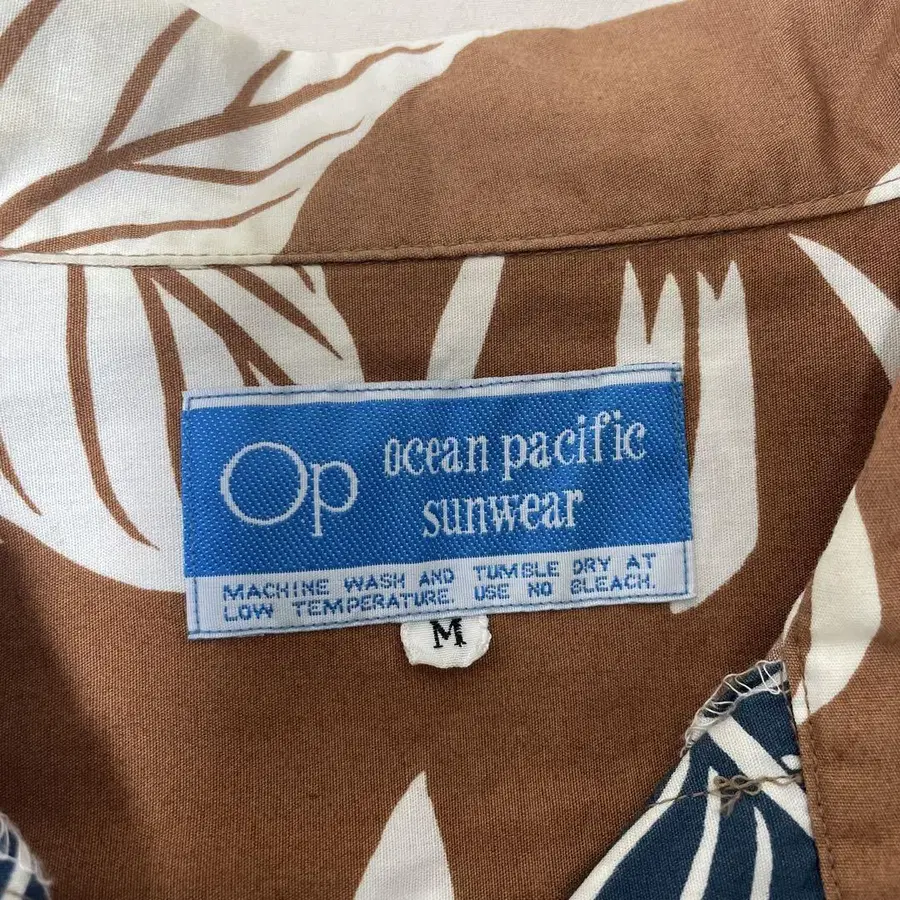 Op
ocean pacific
sunwear
MACHINE WASH AND TUMBLE DRY AT
LOW TEMPERATURE. USE NO BLEACH.
M